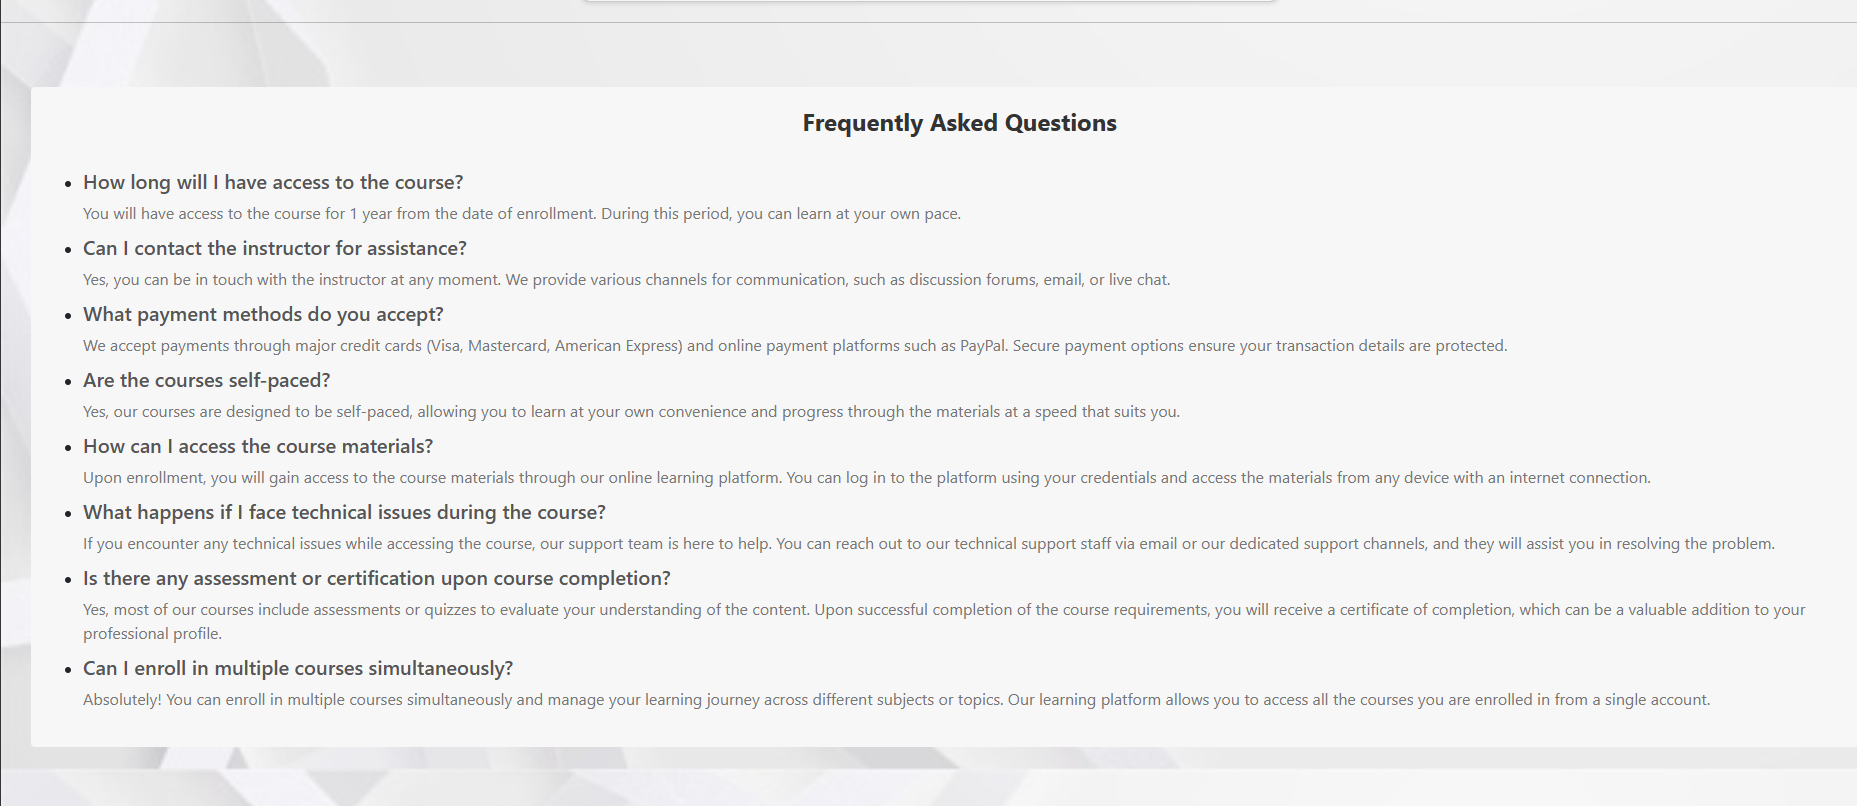 Frequently Asked Questions
How long will I have access to the course?
You will have access to the course for 1 year from the date of enrollment. During this period, you can learn at your own pace.
Can I contact the instructor for assistance?
Yes, you can be in touch with the instructor at any moment. We provide various channels for communication, such as discussion forums, email, or live chat.
What payment methods do you accept?
We accept payments through major credit cards (Visa, Mastercard, American Express) and online payment platforms such as PayPal. Secure payment options ensure your transaction details are protected.
Are the courses self-paced?
Yes, our courses are designed to be self-paced, allowing you to learn at your own convenience and progress through the materials at a speed that suits you.
How can I access the course materials?
Upon enrollment, you will gain access to the course materials through our online learning platform. You can log in to the platform using your credentials and access the materials from any device with an internet connection.
What happens if I face technical issues during the course?
If you encounter any technical issues while accessing the course, our support team is here to help. You can reach out to our technical support staff via email or our dedicated support channels, and they will assist you in resolving the problem.
Is there any assessment or certification upon course completion?
Yes, most of our courses include assessments or quizzes to evaluate your understanding of the content. Upon successful completion of the course requirements, you will receive a certificate of completion, which can be a valuable addition to your
professional profile.
Can I enroll in multiple courses simultaneously?
Absolutely! You can enroll in multiple courses simultaneously and manage your learning journey across different subjects or topics. Our learning platform allows you to access all the courses you are enrolled in from a single account.